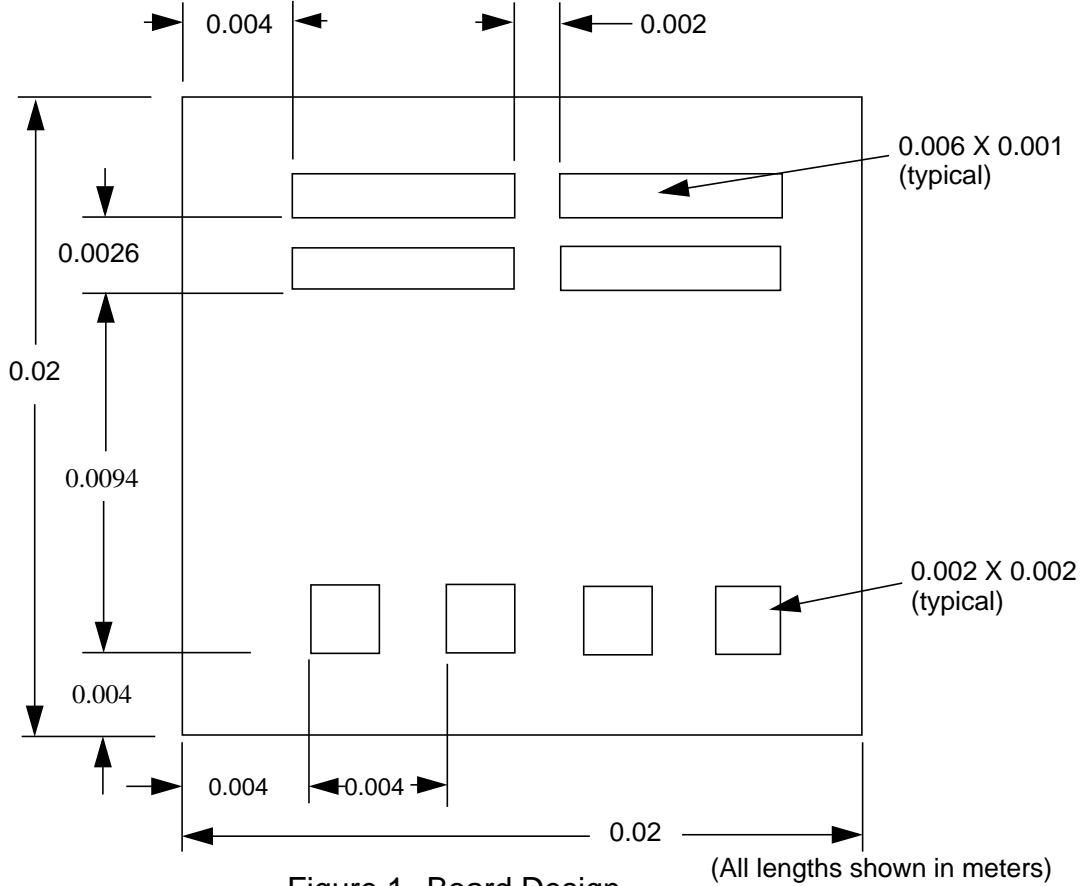 0.004
0.002
0.006 X 0.001
(typical)
0.0026
0.02
0.0094
0.002 X 0.002
(typical)
0.004
0.004
0.004
0.02
(All lengths shown in meters)
Figure 1. Board Design